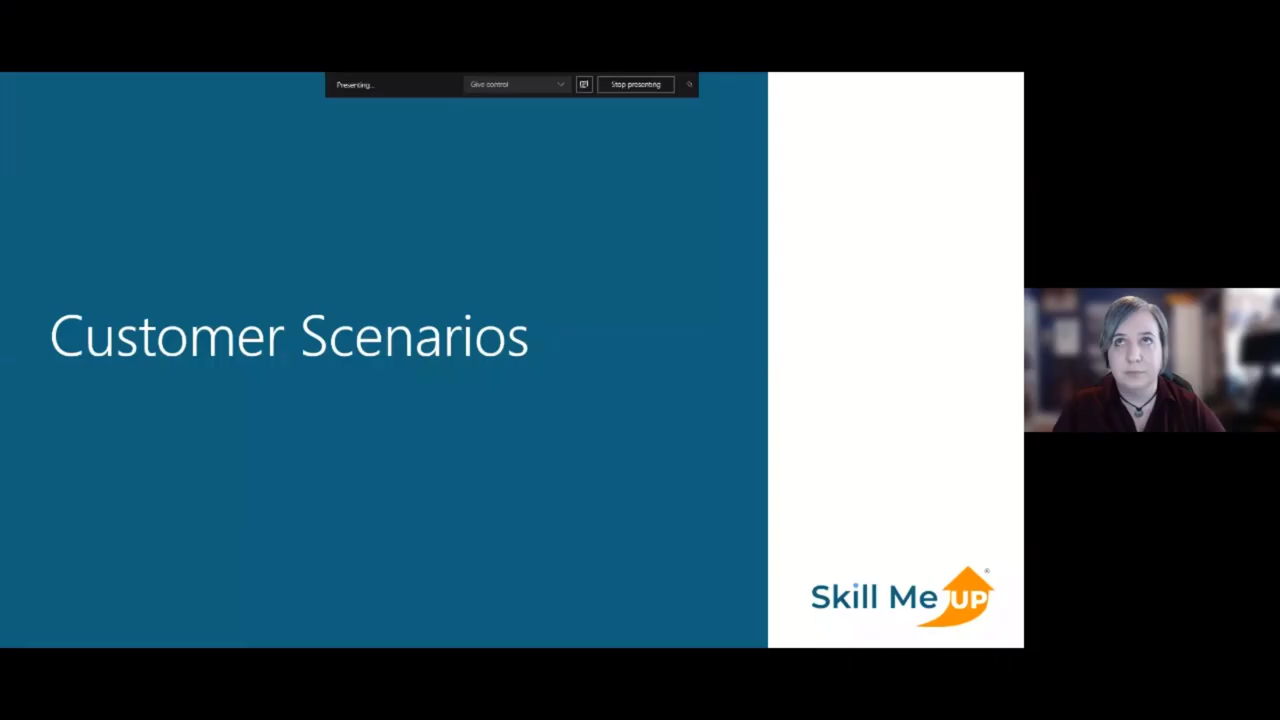 Presenting...
Give control
Stop presenting
Customer Scenarios
Skill Me UP